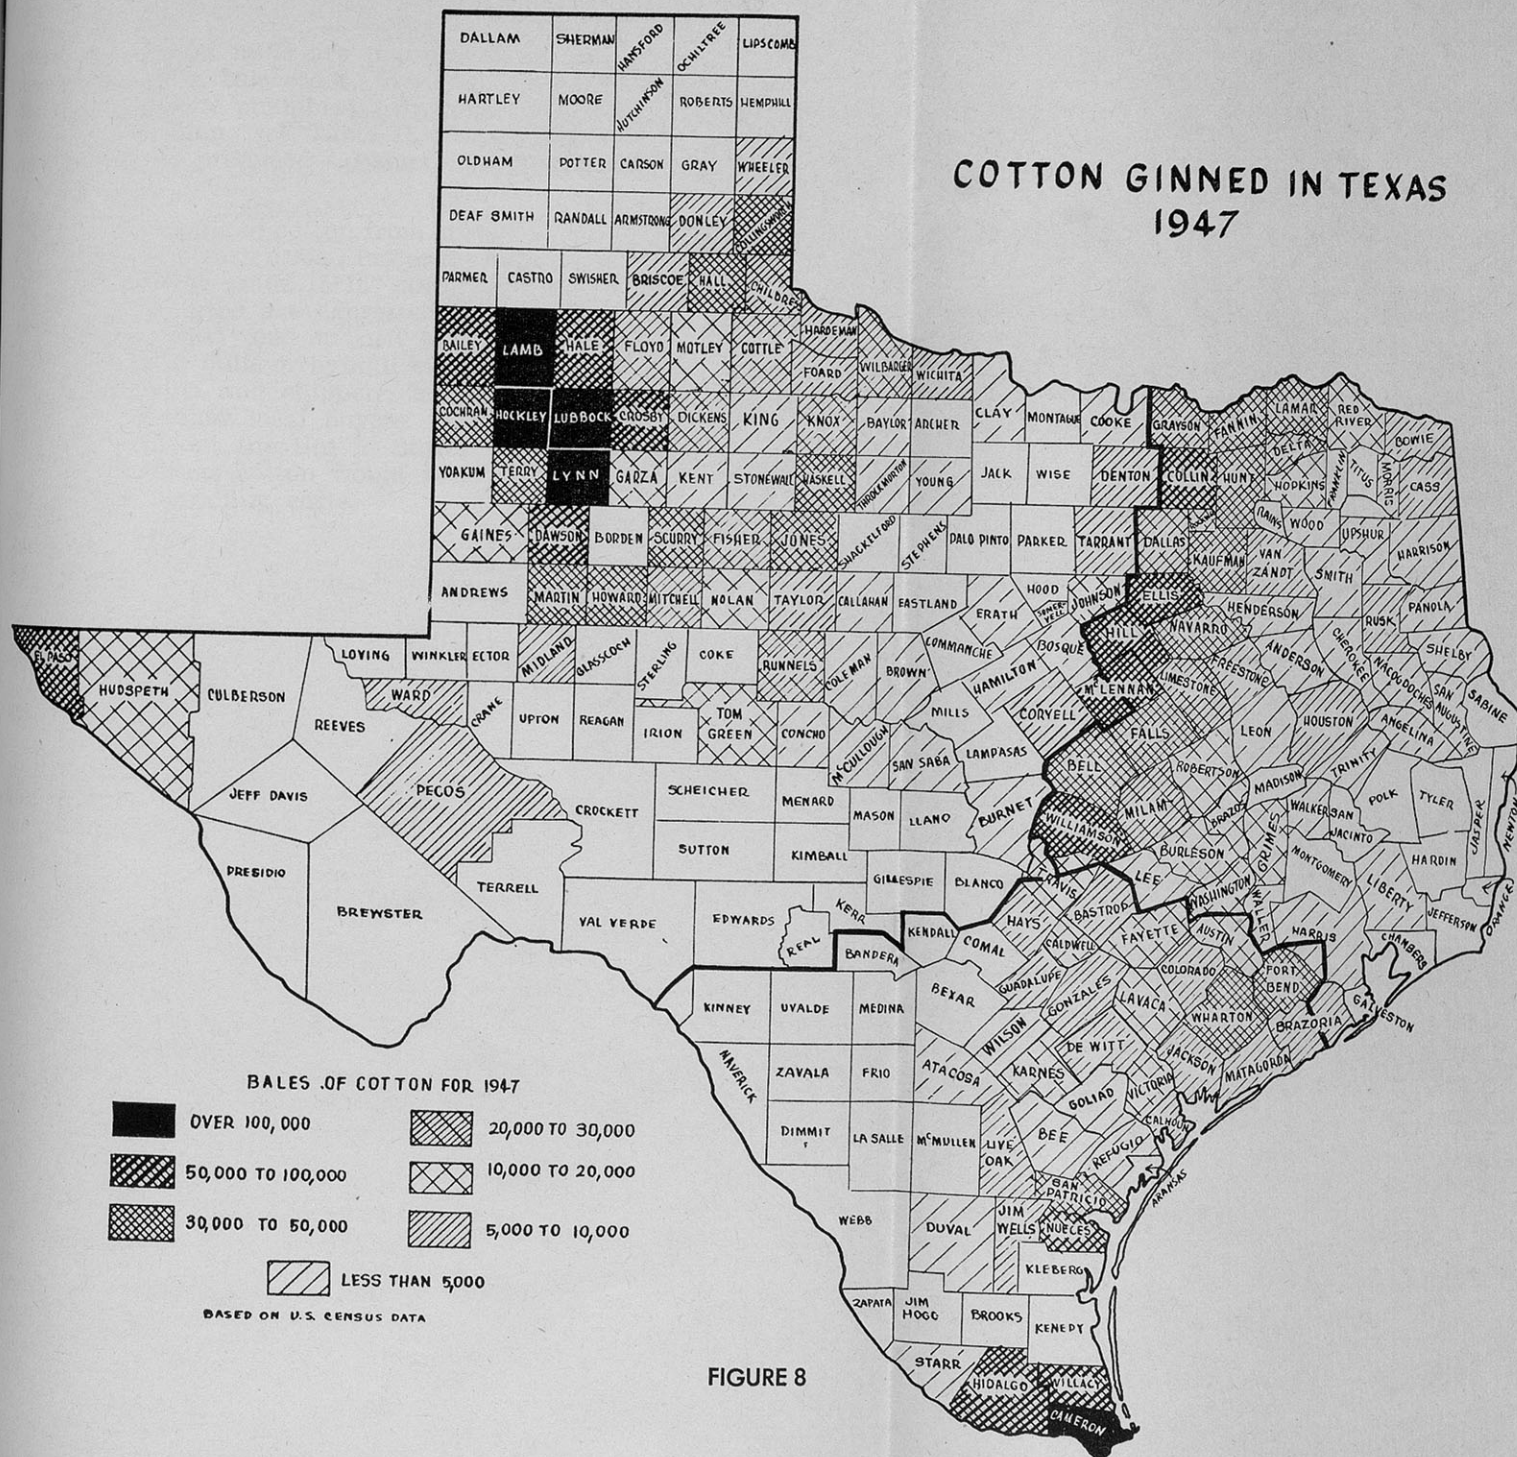 COTTON GINNED IN TEXAS
1947
DALLAM SHERMAN HANSFORD OCHILTREE LIPSCOMB
HARTLEY MOORE HUTCHINSON ROBERTS HEMPHILL
OLDHAM POTTER CARSON GRAY WHEELER
DEAF SMITH RANDALL ARMSTRONG DONLEY COLLINGSWORTH
PARMER CASTRO SWISHER BRISCOE HALL CHILDRES
BAILEY LAMB HALE FLOYD MOTLEY COTTLE HARDEMAN
FOARD WILBARGER WICHITA
COCHRAN HOCKLEY LUBBOCK CROSBY DICKENS KING KNOX BAYLOR ARCHER CLAY MONTAGUE COOKE GRAYSON FANNIN LAMAR RED RIVER BOWIE
DELTA
YOAKUM TERRY LYNN GARZA KENT STONEWALL HASKELL THROCKMORTON YOUNG JACK WISE DENTON COLLIN HUNT HOPKINS FRANKLIN TITUS MORRIS CASS
GAINES DAWSON BORDEN SCURRY FISHER JONES SHACKELFORD STEPHENS PALO PINTO PARKER TARRANT DALLAS KAUFMAN RAINS WOOD UPSHUR HARRISON
VAN ZANDT SMITH
ANDREWS MARTIN HOWARD MITCHELL NOLAN TAYLOR CALLAHAN EASTLAND ERATH HOOD SOMERVELL JOHNSON ELLIS HENDERSON RUSK PANOLA
EL PASO HUDSPETH CULBERSON LOVING WINKLER ECTOR MIDLAND GLASSCOCH STERLING COKE RUNNELS COLEMAN BROWN COMMANCHE BOSQUE HILL NAVARRO ANDERSON CHEROKEE SHELBY
REEVES WARD CRANE UPTON REAGAN IRION TOM GREEN CONCHO McCULLOUGH SAN SABA MILLS HAMILTON CORYELL McLENNAN LIMESTONE FREESTONE NACOGDOCHES SAN AUGUSTINE SABINE
LAMPASAS FALLS LEON HOUSTON ANGELINA
JEFF DAVIS PECOS CROCKETT SCHEICHER MENARD MASON LLANO BURNET BELL MILAM ROBERTSON MADISON TRINITY POLK TYLER JASPER NEWTON
SUTTON KIMBALL WILLIAMSON BRAZOS GRIMES WALKER SAN JACINTO HARDIN
PRESIDIO BREWSTER TERRELL GILLESPIE BLANCO TRAVIS LEE BURLESON WASHINGTON MONTGOMERY LIBERTY ORANGE
VAL VERDE EDWARDS REAL KERR KENDALL HAYS BASTROP FAYETTE AUSTIN WALLER HARRIS JEFFERSON CHAMBERS
BANDERA COMAL CALDWELL
KINNEY UVALDE MEDINA BEXAR GUADALUPE GONZALES LAVACA COLORADO FORT BEND GALVESTON
WHARTON BRAZORIA
MAVERICK ZAVALA FRIO ATACOSA WILSON KARNES DE WITT JACKSON MATAGORDA
GOLIAD VICTORIA CALHOUN
DIMMIT LA SALLE McMULLEN LIVE OAK BEE REFUGIO ARANSAS
SAN PATRICIO
WEBB DUVAL JIM WELLS NUECES
KLEBERG
ZAPATA JIM HOGG BROOKS KENEDY
STARR HIDALGO WILLACY
CAMERON
BALES OF COTTON FOR 1947
OVER 100,000
50,000 TO 100,000
30,000 TO 50,000
20,000 TO 30,000
10,000 TO 20,000
5,000 TO 10,000
LESS THAN 5,000
BASED ON U.S. CENSUS DATA
FIGURE 8